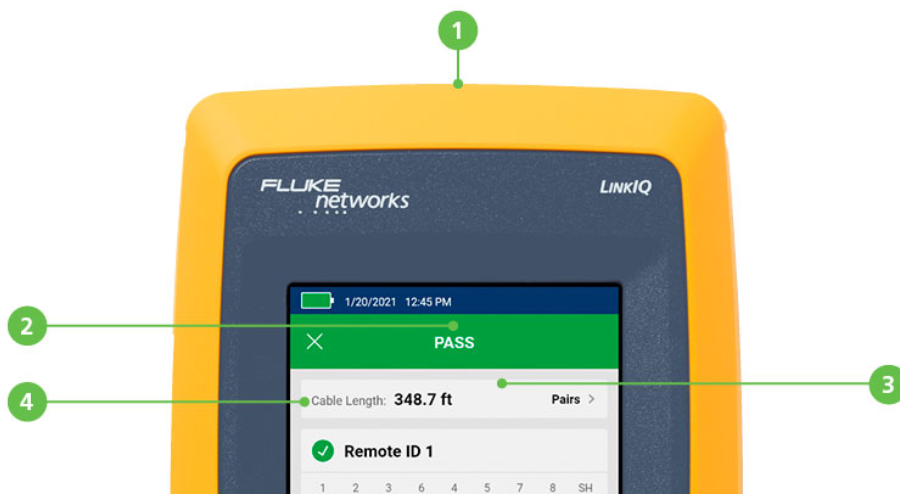 1
FLUKE
networks
LINKIQ
1/20/2021 12:45 PM
2
PASS
3
4
Cable Length: 348.7 ft
Pairs >
Remote ID 1
1 2 3 6 4 5 7 8 SH